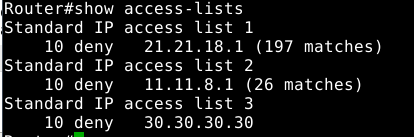 Router#show access-lists
Standard IP access list 1
    10 deny   21.21.18.1 (197 matches)
Standard IP access list 2
    10 deny   11.11.8.1 (26 matches)
Standard IP access list 3
    10 deny   30.30.30.30
Router#